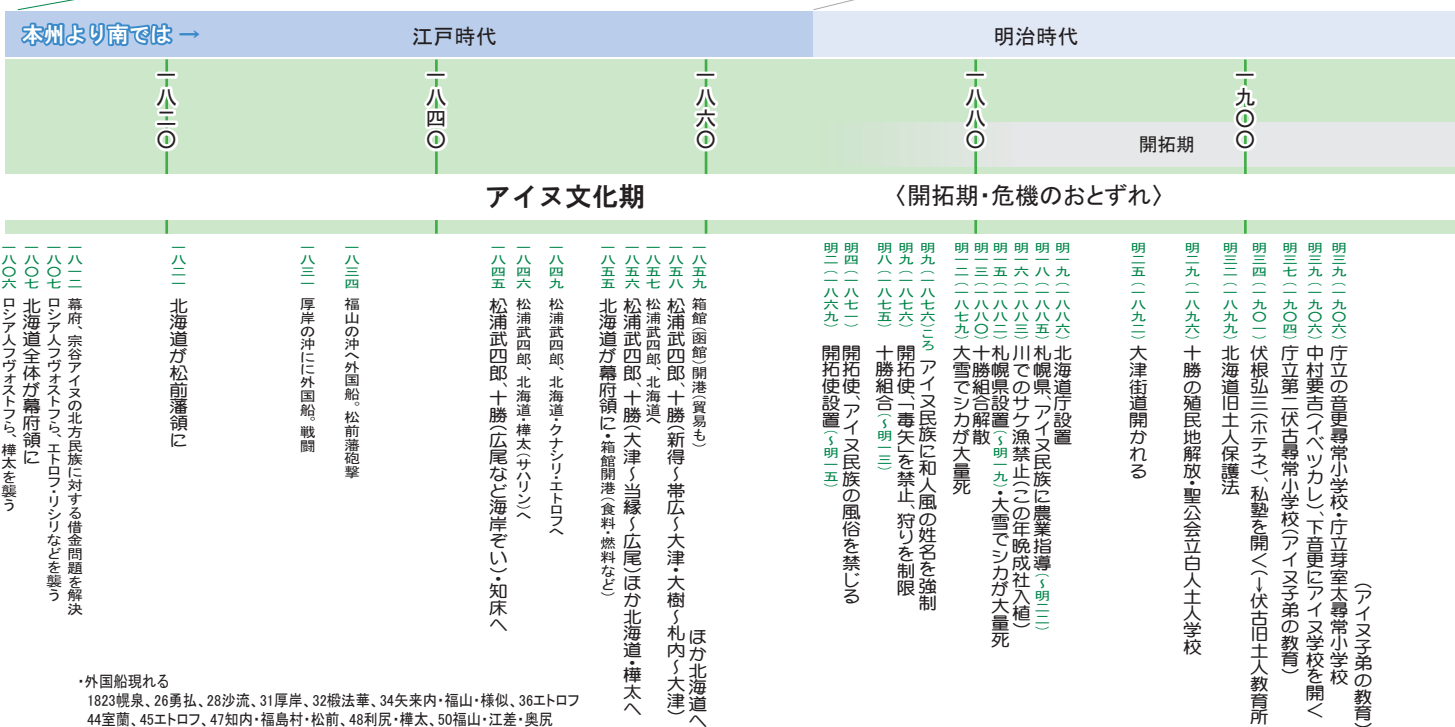 本州より南では→
江戸時代
明治時代
一八二〇
一八四〇
一八六〇
一八八〇
一九〇〇
開拓期
アイヌ文化期
〈開拓期・危機のおとずれ〉
一八〇六 ロシア人フヴォストフら、樺太を襲う
一八〇七 北海道全体が幕府領に
一八〇七 ロシア人フヴォストフら、エトロフ・リシリなどを襲う
一八一二 幕府、宗谷アイヌの北方民族に対する借金問題を解決
一八二一 北海道が松前藩領に
一八三一 厚岸の沖にに外国船。戦闘
一八三四 福山の沖へ外国船。松前藩砲撃
一八四五 松浦武四郎、十勝(広尾など海岸ぞい)・知床へ
一八四六 松浦武四郎、北海道・樺太(サハリン)へ
一八四九 松浦武四郎、北海道・クナシリ・エトロフへ
一八五五 北海道が幕府領に・箱館開港(食料・燃料など)
一八五六 松浦武四郎、十勝(大津~当縁~広尾)ほか北海道・樺太へ
一八五七 松浦武四郎、北海道へ
一八五八 松浦武四郎、十勝(新得~帯広~大津・大樹~札内~大津)
ほか北海道へ
一八五九 箱館(函館)開港(貿易も)
明二(一八六九) 開拓使設置(~明一五)
明四(一八七一) 開拓使、アイヌ民族の風俗を禁じる
明八(一八七五) 十勝組合(~明一三)
明九(一八七六) 開拓使、「毒矢」を禁止、狩りを制限
明九(一八七六)ころ アイヌ民族に和人風の姓名を強制
明一二(一八七九) 大雪でシカが大量死
明一三(一八八〇) 十勝組合解散
明一五(一八八二) 札幌県設置(~明一九)・大雪でシカが大量死
明一六(一八八三) 川でのサケ漁禁止(この年晩成社入植)
明一八(一八八五) 札幌県、アイヌ民族に農業指導(~明二二)
明一九(一八八六) 北海道庁設置
明二五(一八九二) 大津街道開かれる
明二九(一八九六) 十勝の殖民地解放・聖公会立白人土人学校
明三二(一八九九) 北海道旧土人保護法
明三四(一九〇一) 伏根弘三(ホテネ)、私塾を開く(→伏古旧土人教育所
明三七(一九〇四) 庁立第二伏古尋常小学校(アイヌ子弟の教育)
明三九(一九〇六) 中村要吉(イベツカレ)、下音更にアイヌ学校を開く
明三九(一九〇六) 庁立の音更尋常小学校・庁立芽室太尋常小学校
(アイヌ子弟の教育)
・外国船現れる
1823幌泉、26勇払、28沙流、31厚岸、32椴法華、34矢来内・福山・様似、36エトロフ
44室蘭、45エトロフ、47知内・福島村・松前、48利尻・樺太、50福山・江差・奥尻